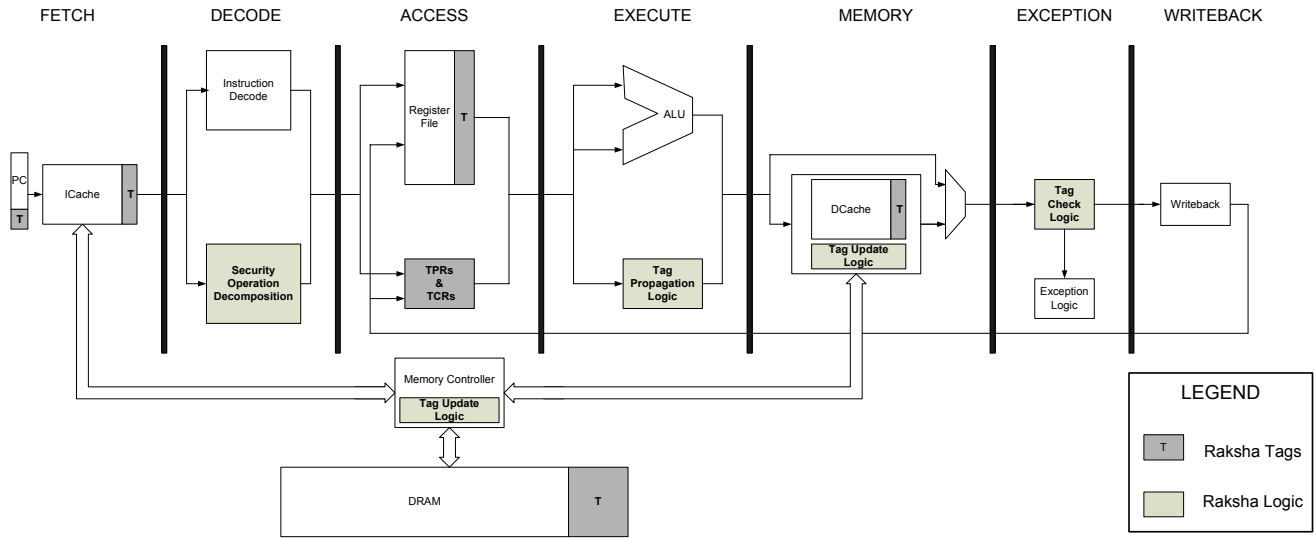 FETCH
DECODE
ACCESS
EXECUTE
MEMORY
EXCEPTION
WRITEBACK
PC
T
ICache
T
Instruction
Decode
Security
Operation
Decomposition
Register
File
T
TPRs
&
TCRs
ALU
Tag
Propagation
Logic
DCache
T
Tag Update
Logic
Tag
Check
Logic
Exception
Logic
Writeback
Memory Controller
Tag Update
Logic
DRAM
T
LEGEND
T
Raksha Tags
Raksha Logic